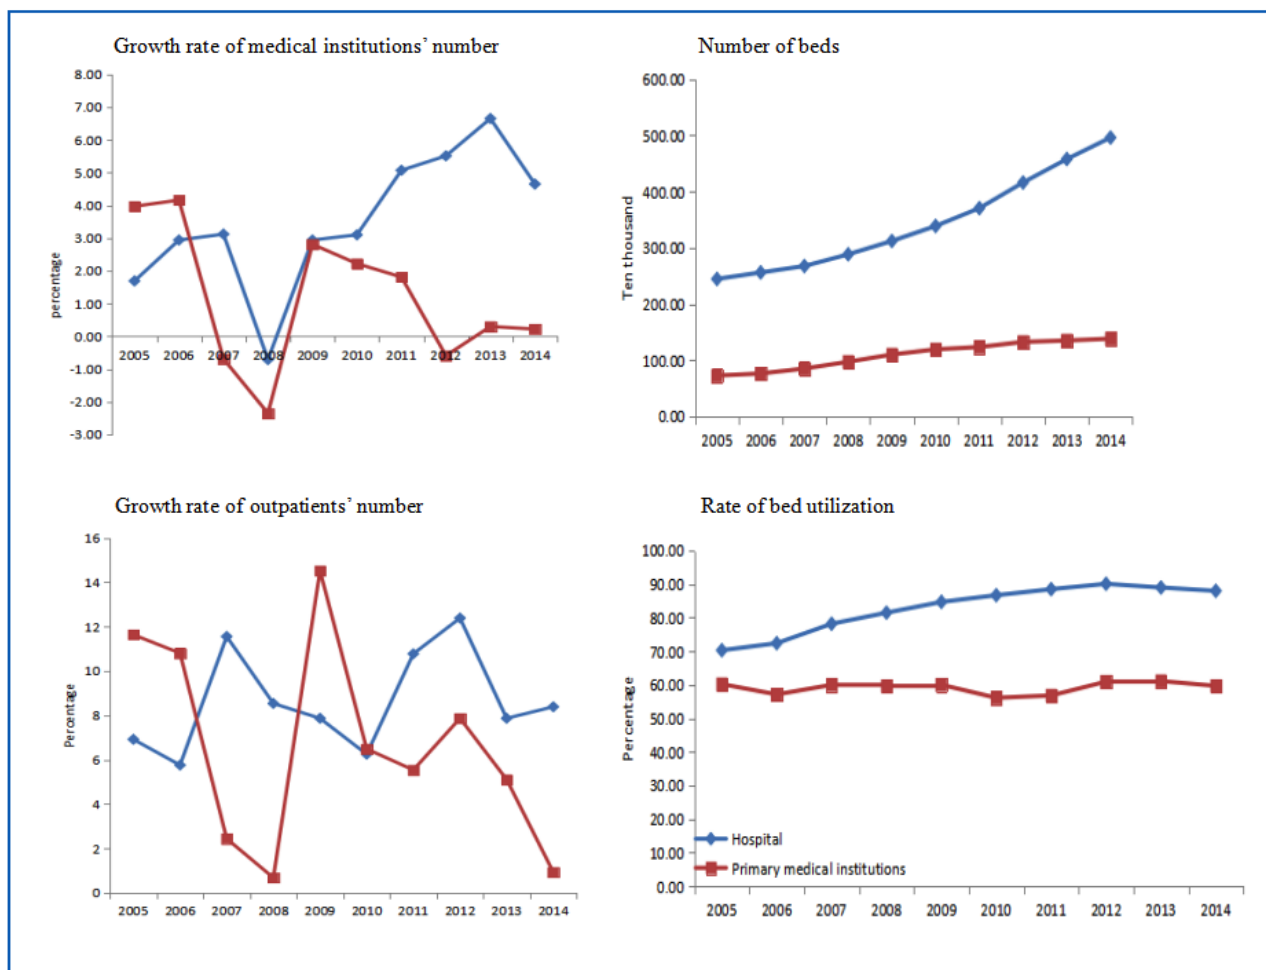 Growth rate of medical institutions' number
8.00
7.00
6.00
5.00
4.00
3.00
2.00
1.00
0.00
-1.00
-2.00
-3.00
percentage
2005 2006 2007 2008 2009 2010 2011 2012 2013 2014
Number of beds
600.00
500.00
400.00
300.00
200.00
100.00
0.00
Ten thousand
2005 2006 2007 2008 2009 2010 2011 2012 2013 2014
Growth rate of outpatients' number
16
14
12
10
8
6
4
2
0
Percentage
2005 2006 2007 2008 2009 2010 2011 2012 2013 2014
Rate of bed utilization
100.00
90.00
80.00
70.00
60.00
50.00
40.00
30.00
20.00
10.00
0.00
Percentage
Hospital
Primary medical institutions
2005 2006 2007 2008 2009 2010 2011 2012 2013 2014